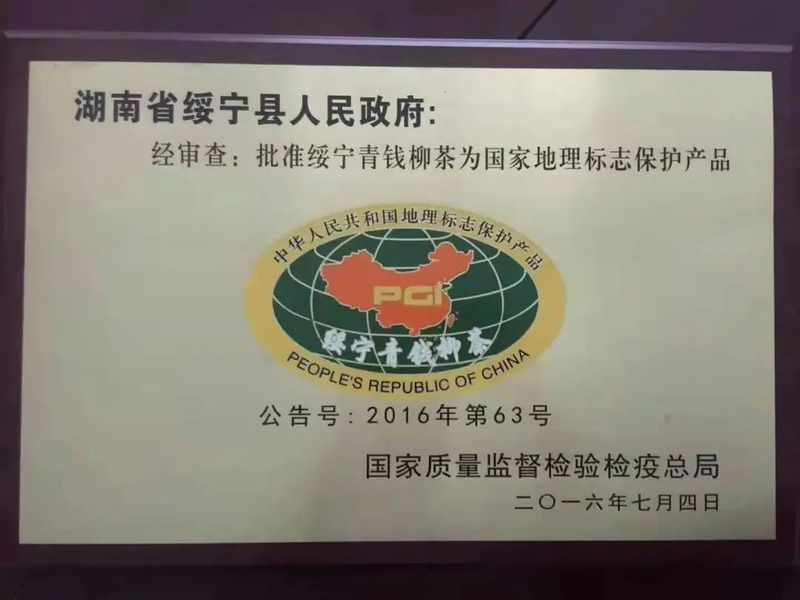 湖南省绥宁县人民政府:
经审查: 批准绥宁青钱柳茶为国家地理标志保护产品
中华人民共和国地理标志保护产品
PGI
绥宁青钱柳茶
PEOPLE'S REPUBLIC OF CHINA
公告号: 2016年第63号
国家质量监督检验检疫总局
二〇一六年七月四日